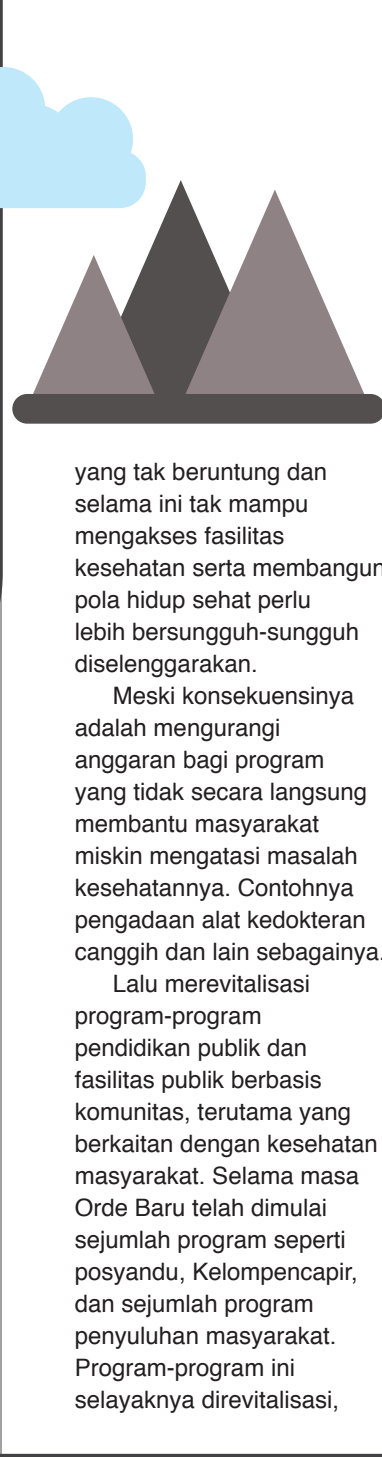 yang tak beruntung dan
selama ini tak mampu
mengakses fasilitas
kesehatan serta membangun
pola hidup sehat perlu
lebih bersungguh-sungguh
diselenggarakan.
Meski konsekuensinya
adalah mengurangi
anggaran bagi program
yang tidak secara langsung
membantu masyarakat
miskin mengatasi masalah
kesehatannya. Contohnya
pengadaan alat kedokteran
canggih dan lain sebagainya.
Lalu merevitalisasi
program-program
pendidikan publik dan
fasilitas publik berbasis
komunitas, terutama yang
berkaitan dengan kesehatan
masyarakat. Selama masa
Orde Baru telah dimulai
sejumlah program seperti
posyandu, Kelompencapir,
dan sejumlah program
penyuluhan masyarakat.
Program-program ini
selayaknya direvitalisasi,